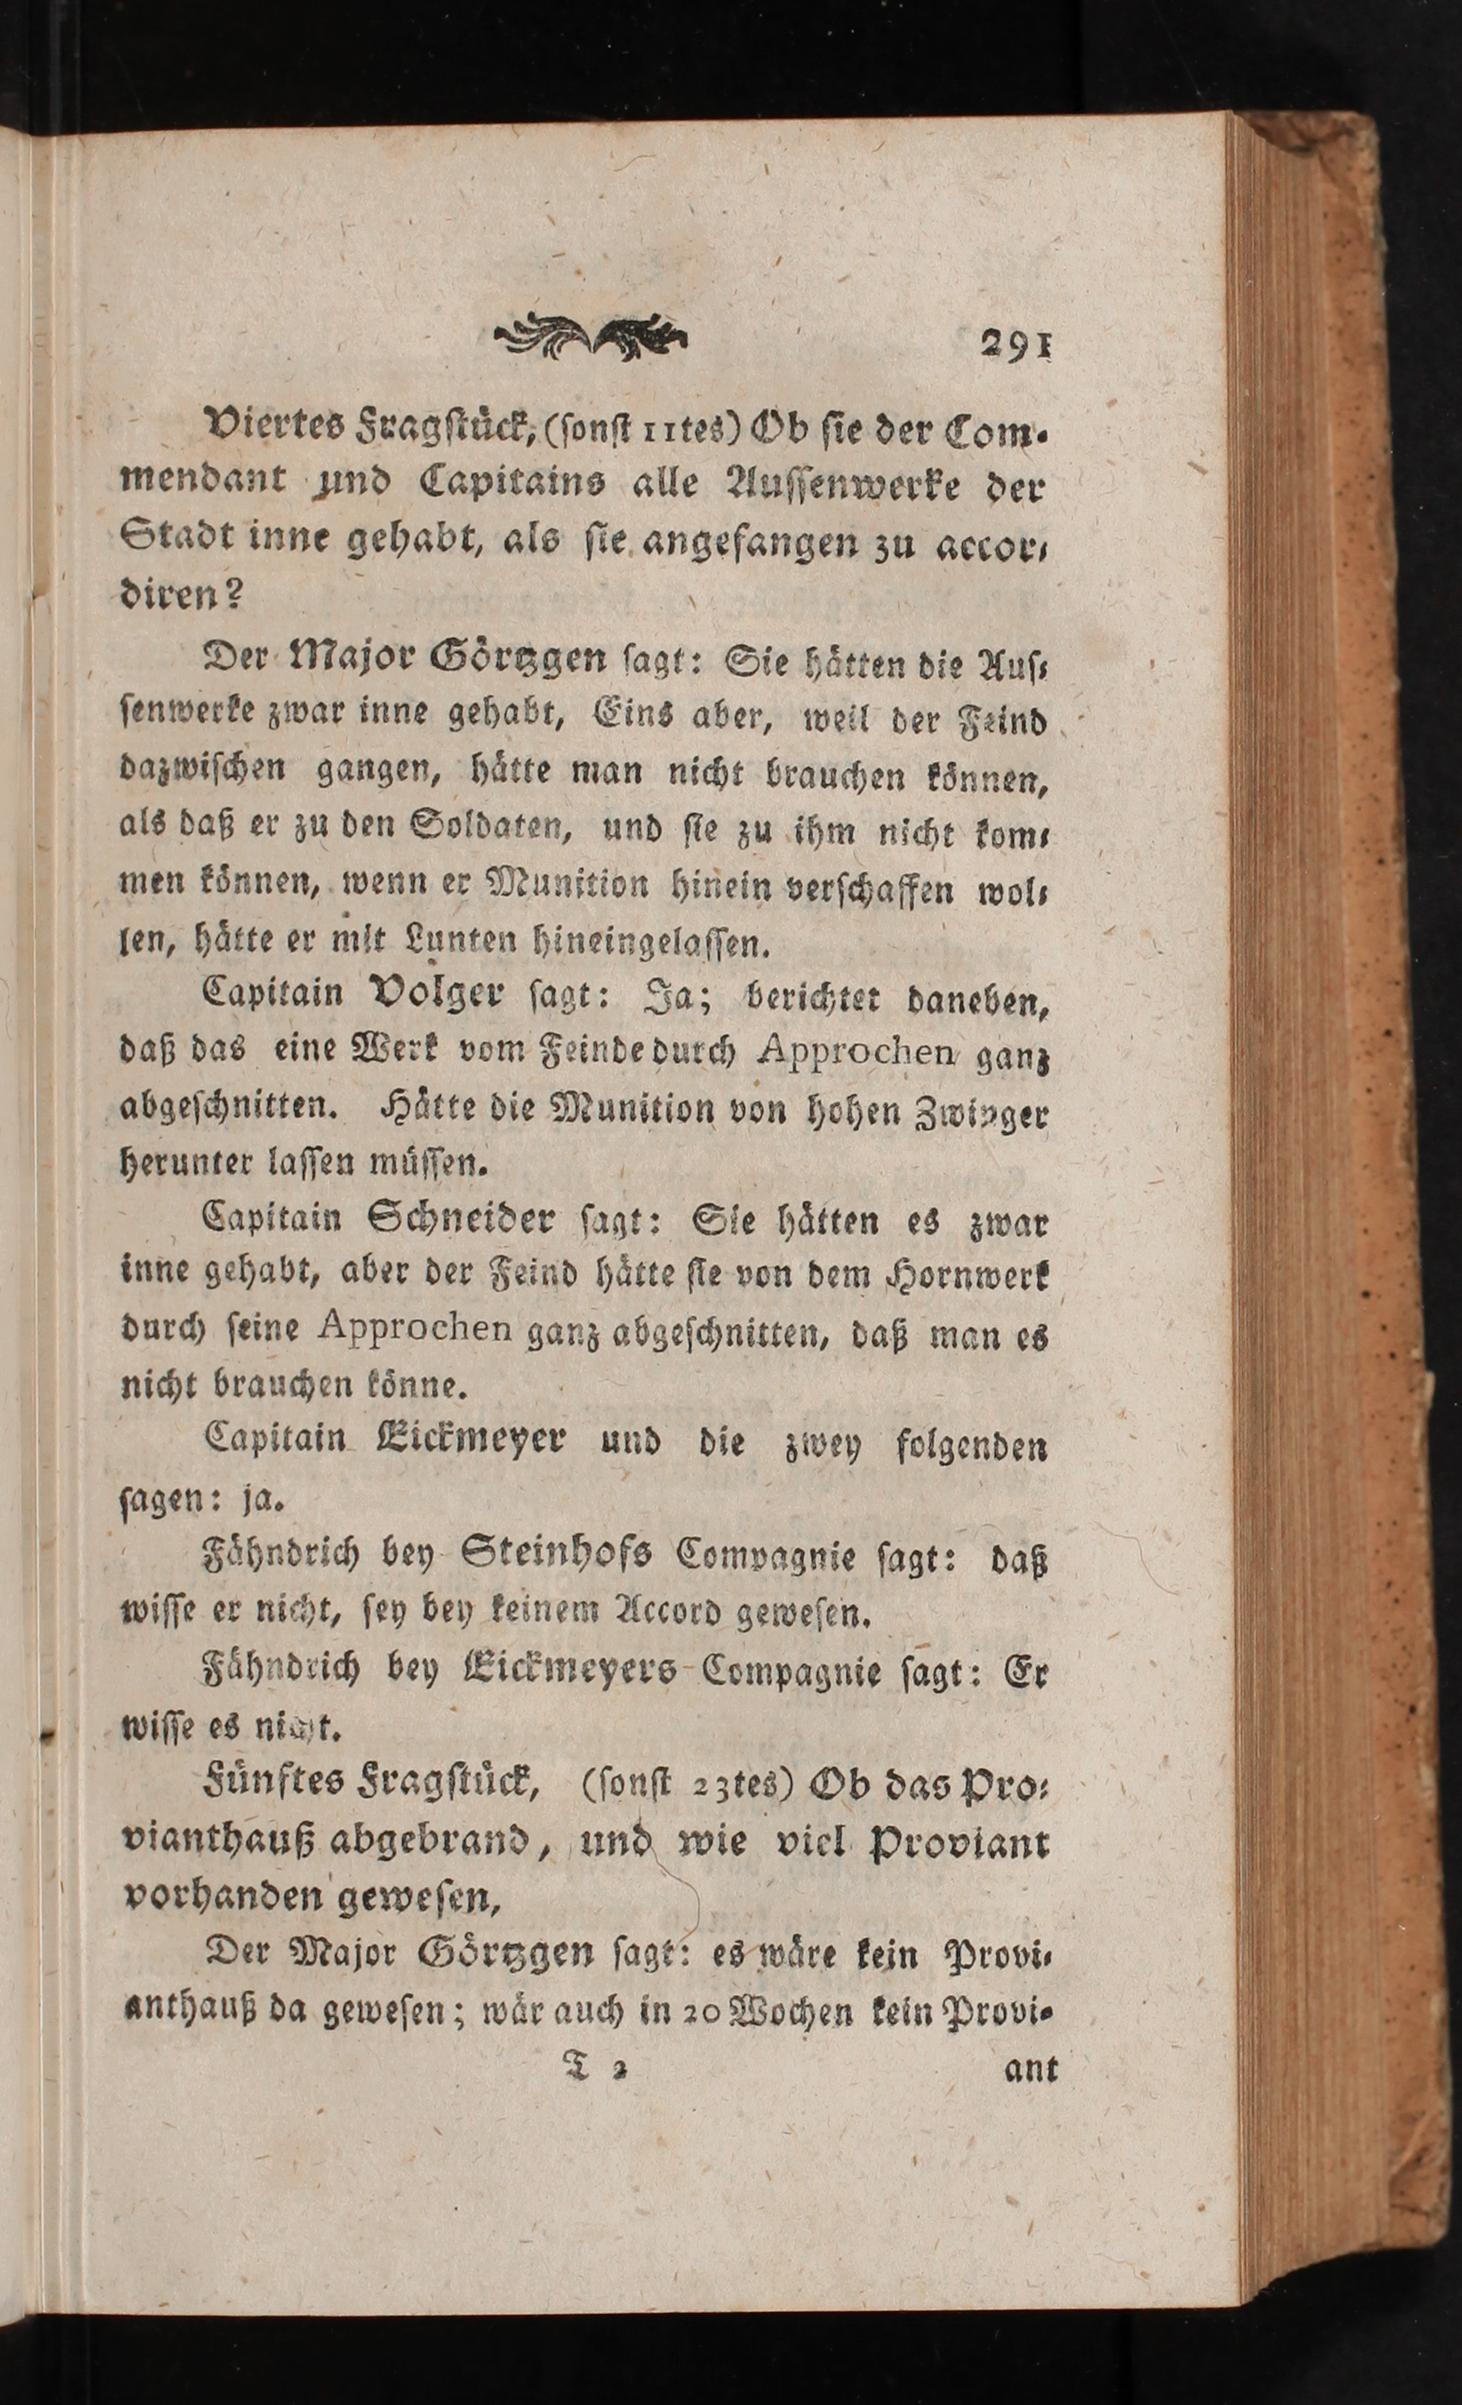 291
Viertes Fragſtück, (ſonſt 11tes) Ob ſie der Com⸗
mendant und Capitains alle Auſſenwerke der
Stadt inne gehabt, als ſie angefangen zu accor⸗
diren?
Der Major Görtzgen ſagt: Sie hätten die Auſ⸗
ſenwerke zwar inne gehabt, Eins aber, weil der Feind
dazwiſchen gangen, hätte man nicht brauchen können,
als daß er zu den Soldaten, und ſie zu ihm nicht kom⸗
men können, wenn er Munition hinein verſchaffen wol⸗
len, hätte er mit Lunten hineingelaſſen.
Capitain Volger ſagt: Ja; berichtet daneben,
daß das eine Werk vom Feinde durch Approchen ganz
abgeſchnitten. Hätte die Munition von hohen Zwinger
herunter laſſen müſſen.
Capitain Schneider ſagt: Sie hätten es zwar
inne gehabt, aber der Feind hätte ſie von dem Hornwerk
durch ſeine Approchen ganz abgeſchnitten, daß man es
nicht brauchen könne.
Capitain Eickmeyer und die zwey folgenden
ſagen: ja.
Fähndrich bey Steinhofs Compagnie ſagt: daß
wiſſe er nicht, ſey bey keinem Accord geweſen.
Fähndrich bey Eickmeyers Compagnie ſagt: Er
wiſſe es nicht.
Fünftes Fragſtück, (ſonſt 23tes) Ob das Pro⸗
vianthauß abgebrand, und wie viel Proviant
vorhanden geweſen,
Der Major Görtzgen ſagt: es wäre kein Provi⸗
anthauß da geweſen; wär auch in 20 Wochen kein Provi⸗
T 2 ant